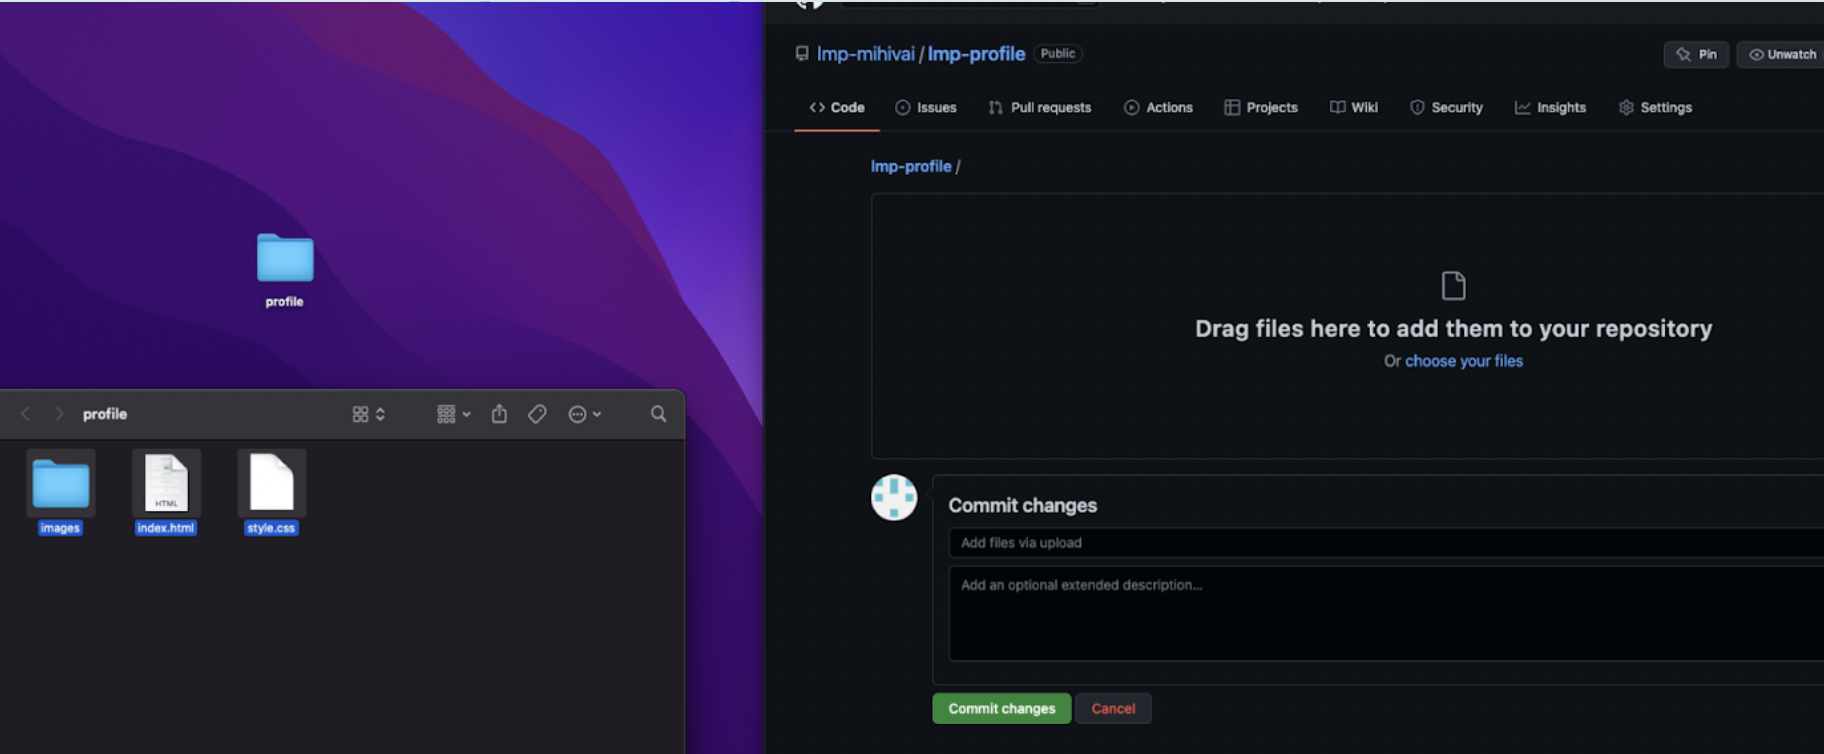 lmp-mihivai / lmp-profile Public
Pin
Unwatch
Code
Issues
Pull requests
Actions
Projects
Wiki
Security
Insights
Settings
lmp-profile /
Drag files here to add them to your repository
Or choose your files
Commit changes
Add files via upload
Add an optional extended description...
Commit changes
Cancel
profile
profile
HTML
images
index.html
style.css